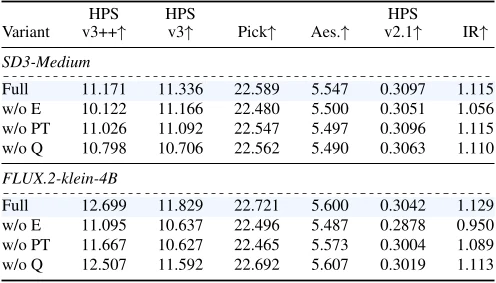 HPS HPS HPS
Variant v3++↑ v3↑ Pick↑ Aes.↑ v2.1↑ IR↑
SD3-Medium
Full 11.171 11.336 22.589 5.547 0.3097 1.115
w/o E 10.122 11.166 22.480 5.500 0.3051 1.056
w/o PT 11.026 11.092 22.547 5.497 0.3096 1.115
w/o Q 10.798 10.706 22.562 5.490 0.3063 1.110
FLUX.2-klein-4B
Full 12.699 11.829 22.721 5.600 0.3042 1.129
w/o E 11.095 10.637 22.496 5.487 0.2878 0.950
w/o PT 11.667 10.627 22.465 5.573 0.3004 1.089
w/o Q 12.507 11.592 22.692 5.607 0.3019 1.113